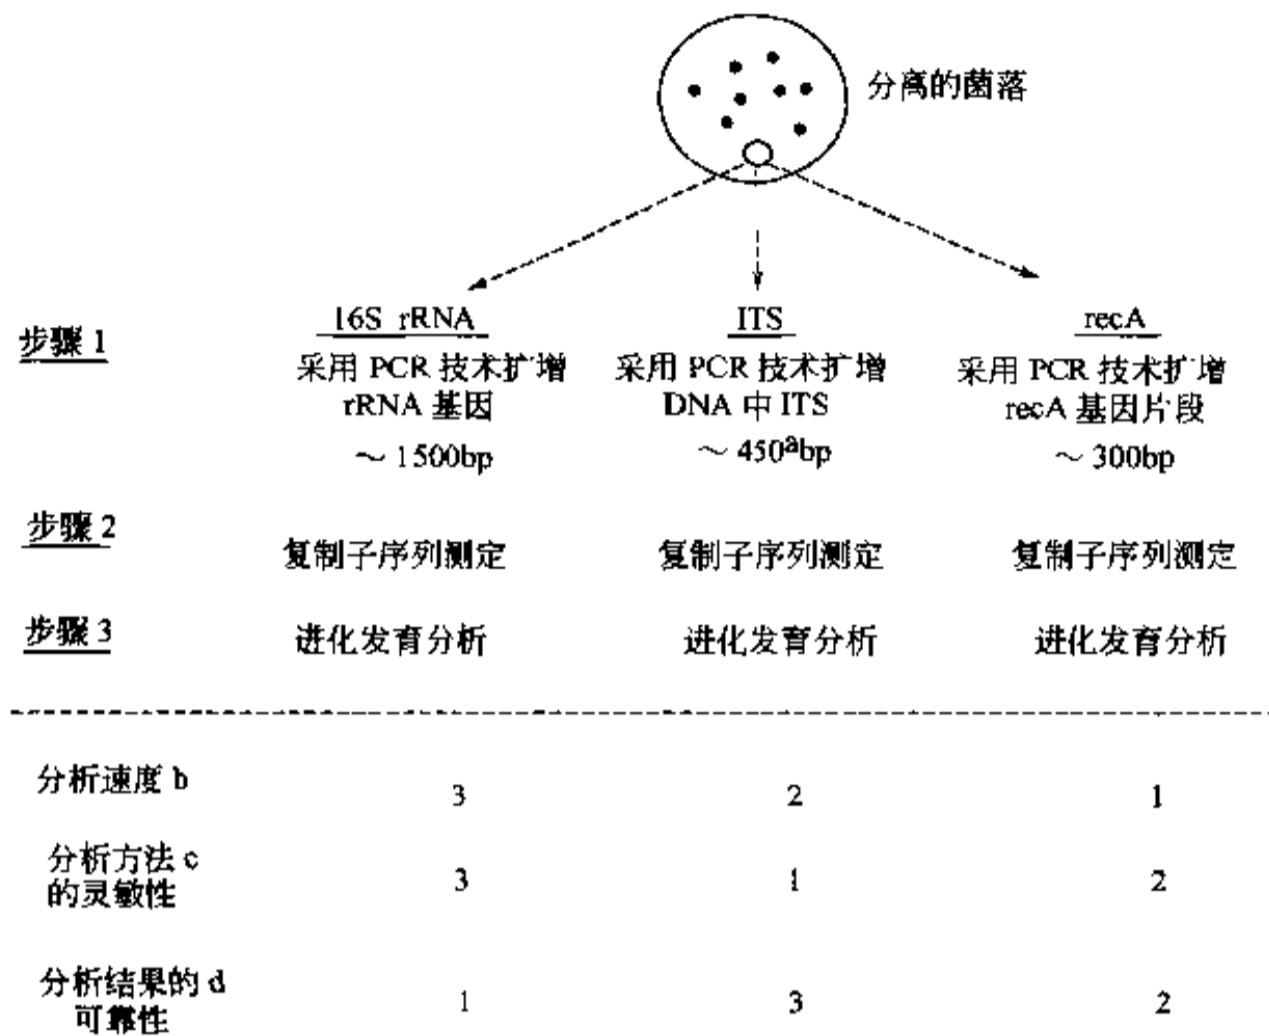 分离的菌落
步骤 1
16S rRNA
采用 PCR 技术扩增
rRNA 基因
～ 1500bp
ITS
采用 PCR 技术扩增
DNA 中 ITS
～ 450ᵃbp
recA
采用 PCR 技术扩增
recA 基因片段
～ 300bp
步骤 2
复制子序列测定
复制子序列测定
复制子序列测定
步骤 3
进化发育分析
进化发育分析
进化发育分析
分析速度 b
3
2
1
分析方法 c
的灵敏性
3
1
2
分析结果的 d
可靠性
1
3
2